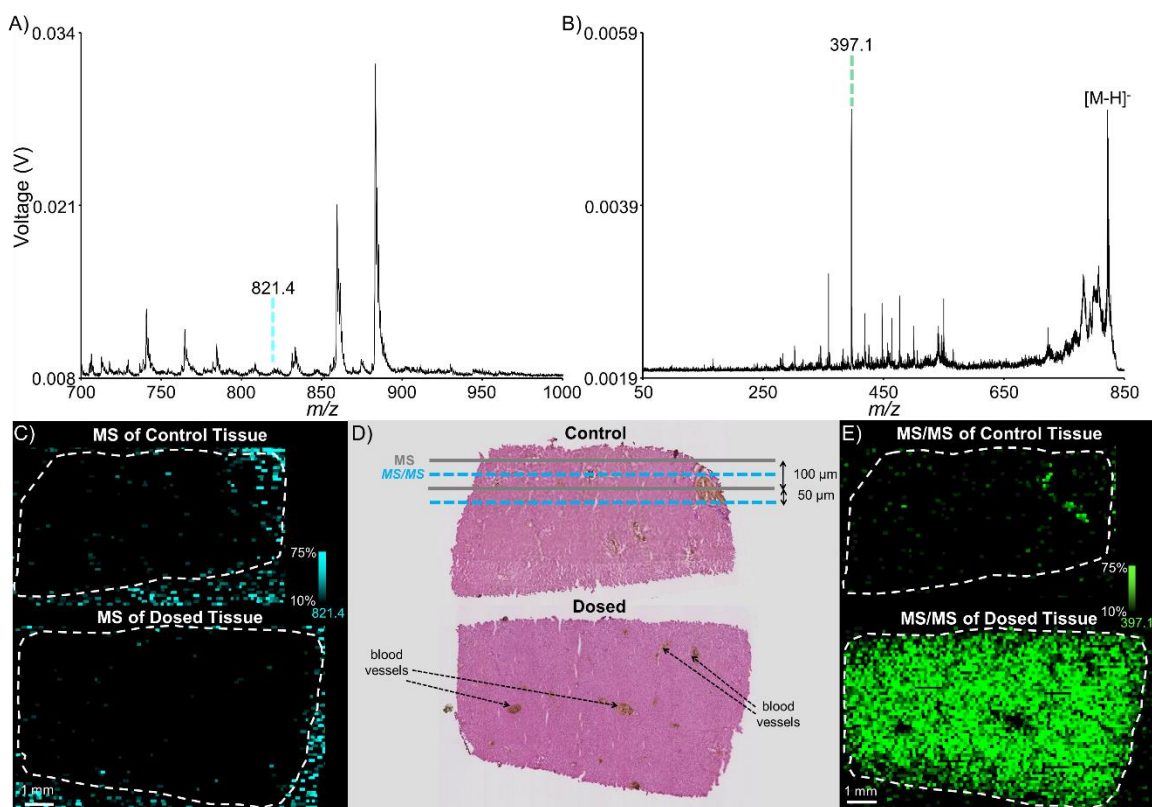 A)
0.034
0.021
0.008
Voltage (V)
821.4
700
750
800
850
900
950
1000
m/z
B)
0.0059
0.0039
0.0019
397.1
[M-H]-
50
250
450
650
850
m/z
C)
MS of Control Tissue
75%
10%
821.4
MS of Dosed Tissue
1 mm
D)
Control
MS
MS/MS
100 µm
50 µm
Dosed
blood
vessels
blood
vessels
E)
MS/MS of Control Tissue
75%
10%
397.1
MS/MS of Dosed Tissue
1 mm